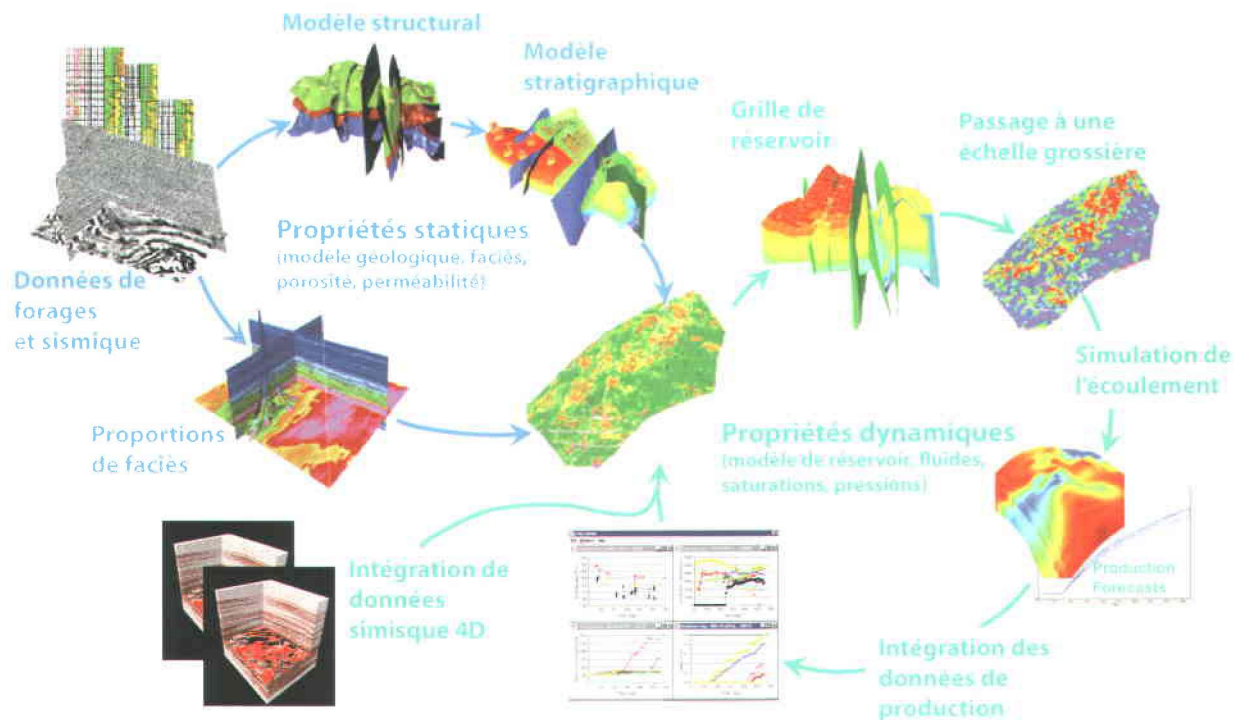 Modèle structural
Modèle
stratigraphique
Grille de
réservoir
Passage à une
échelle grossière
Propriétés statiques
(modèle géologique, faciès,
porosité, perméabilité)
Données de
forages
et sismique
Simulation de
l'écoulement
Proportions
de faciès
Propriétés dynamiques
(modèle de réservoir, fluides,
saturations, pressions)
Intégration de
données
simisque 4D
Production
Forecasts
Intégration des
données de
production